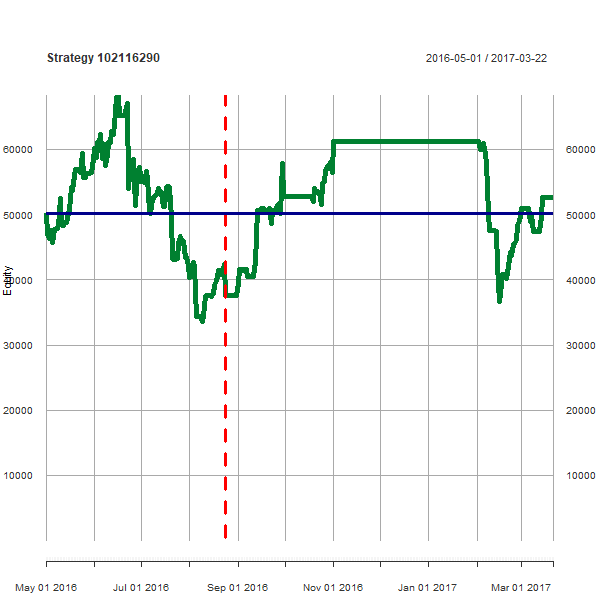 Strategy 102116290 2016-05-01 / 2017-03-22
60000 60000
50000 50000
Equity
40000 40000
30000 30000
20000 20000
10000 10000
May 01 2016 Jul 01 2016 Sep 01 2016 Nov 01 2016 Jan 01 2017 Mar 01 2017